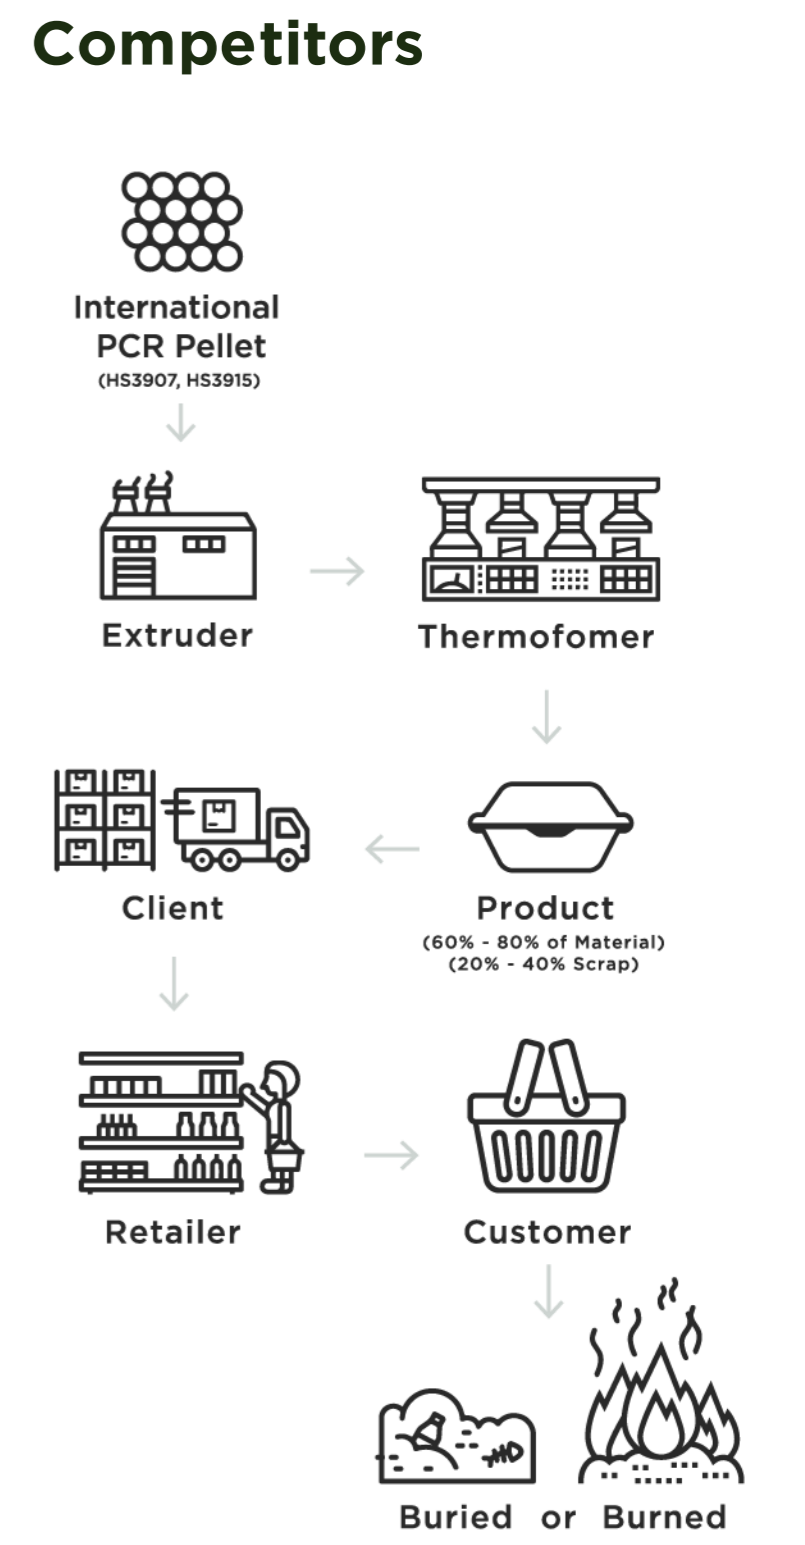 Competitors
International
PCR Pellet
(HS3907, HS3915)
Extruder
Thermofomer
Client
Product
(60% - 80% of Material)
(20% - 40% Scrap)
Retailer
Customer
Buried or Burned